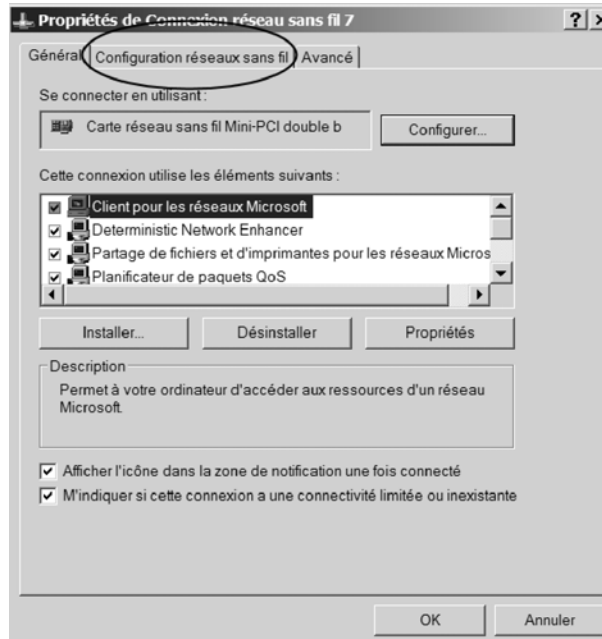 Propriétés de Connexion réseau sans fil 7
Général Configuration réseaux sans fil Avancé
Se connecter en utilisant :
Carte réseau sans fil Mini-PCI double b
Configurer...
Cette connexion utilise les éléments suivants :
Client pour les réseaux Microsoft
Deterministic Network Enhancer
Partage de fichiers et d'imprimantes pour les réseaux Micros
Planificateur de paquets QoS
Installer... Désinstaller Propriétés
Description
Permet à votre ordinateur d'accéder aux ressources d'un réseau
Microsoft.
Afficher l'icône dans la zone de notification une fois connecté
M'indiquer si cette connexion a une connectivité limitée ou inexistante
OK Annuler